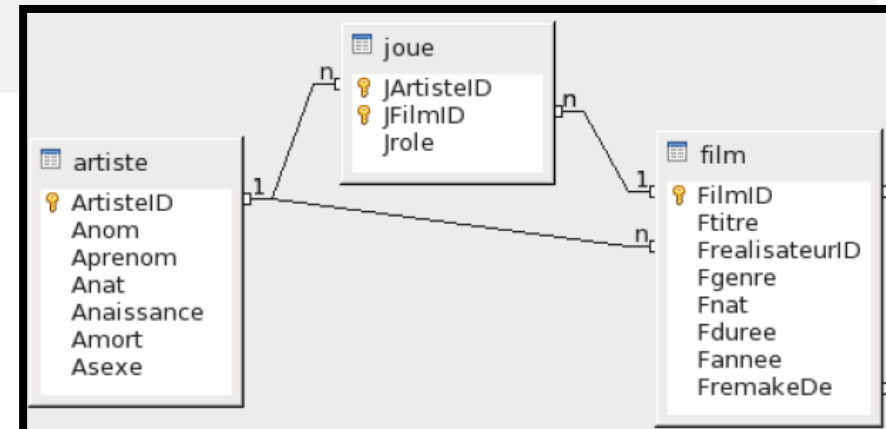 joue
JArtisteID
JFilmID
Jrole
n
n
artiste
ArtisteID
Anom
Aprenom
Anat
Anaissance
Amort
Asexe
1
film
FilmID
Ftitre
FrealisateurID
Fgenre
Fnat
Fduree
Fannee
FremakeDe
1
n